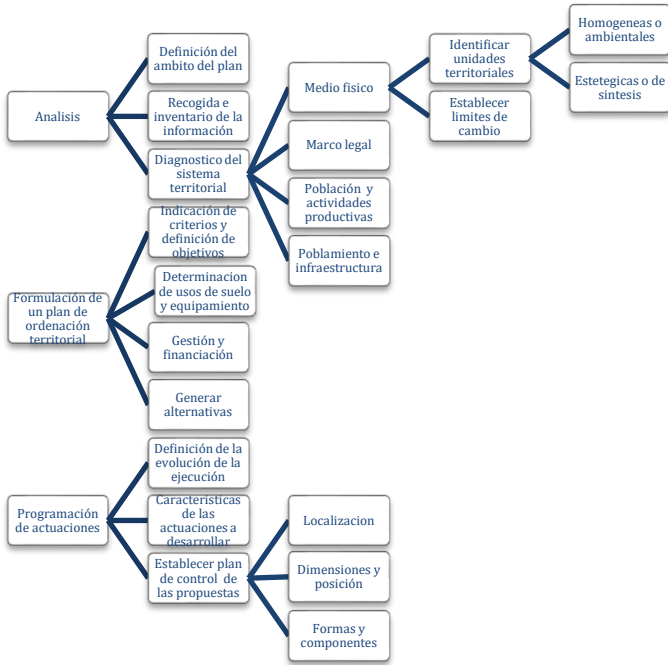 Analisis
Definición del
ambito del plan
Recogida e
inventario de la
información
Diagnostico del
sistema
territorial
Medio fisico
Identificar
unidades
territoriales
Homogeneas o
ambientales
Estetegicas o de
sintesis
Establecer
limites de
cambio
Marco legal
Población y
actividades
productivas
Poblamiento e
infraestructura
Formulación de
un plan de
ordenación
territorial
Indicación de
criterios y
definición de
objetivos
Determinacion
de usos de suelo
y equipamiento
Gestión y
financiación
Generar
alternativas
Programación
de actuaciones
Definición de la
evolución de la
ejecución
Caracteristicas
de las
actuaciones a
desarrollar
Establecer plan
de control de
las propuestas
Localizacion
Dimensiones y
posición
Formas y
componentes